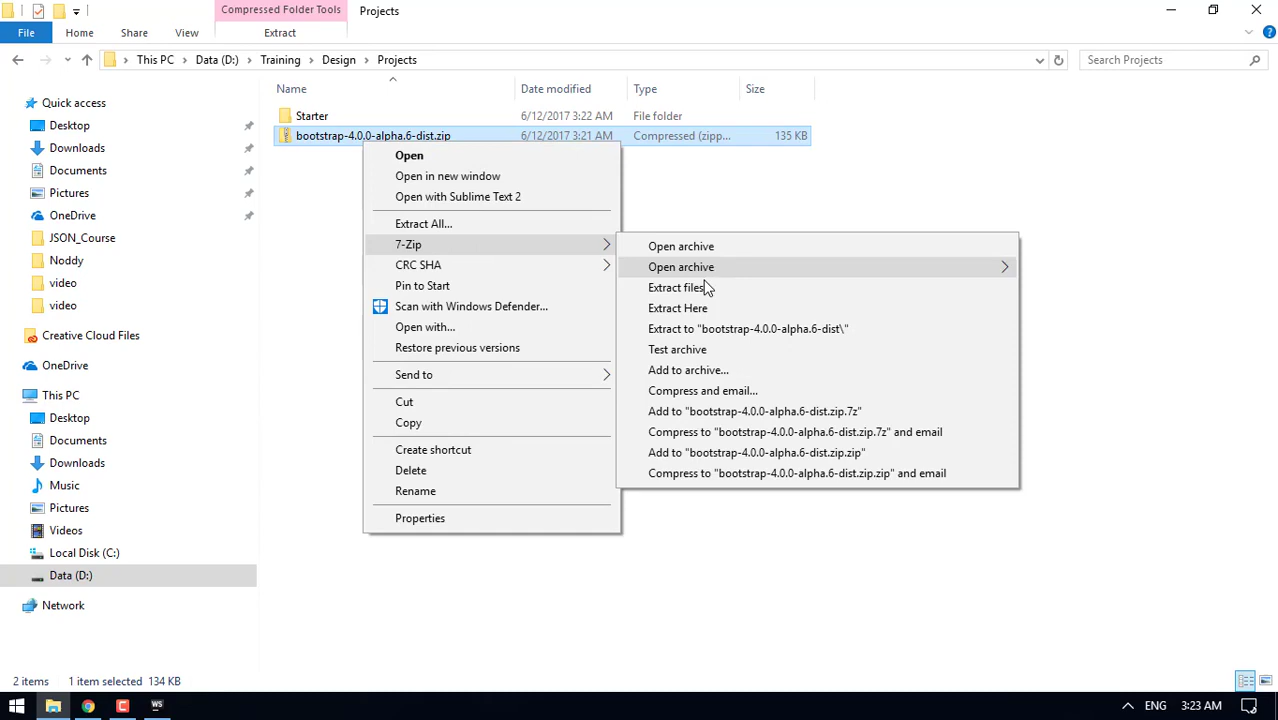 Compressed Folder Tools Projects
File Home Share View Extract
This PC Data (D:) Training Design Projects Search Projects
Name Date modified Type Size
Quick access
Desktop
Downloads
Documents
Pictures
OneDrive
JSON_Course
Noddy
video
video
Creative Cloud Files
OneDrive
This PC
Desktop
Documents
Downloads
Music
Pictures
Videos
Local Disk (C:)
Data (D:)
Network
Starter 6/12/2017 3:22 AM File folder
bootstrap-4.0.0-alpha.6-dist.zip 6/12/2017 3:21 AM Compressed (zipp... 135 KB
Open
Open in new window
Open with Sublime Text 2
Extract All...
7-Zip
CRC SHA
Pin to Start
Scan with Windows Defender...
Open with...
Restore previous versions
Send to
Cut
Copy
Create shortcut
Delete
Rename
Properties
Open archive
Open archive
Extract files
Extract Here
Extract to "bootstrap-4.0.0-alpha.6-dist\"
Test archive
Add to archive...
Compress and email...
Add to "bootstrap-4.0.0-alpha.6-dist.zip.7z"
Compress to "bootstrap-4.0.0-alpha.6-dist.zip.7z" and email
Add to "bootstrap-4.0.0-alpha.6-dist.zip.zip"
Compress to "bootstrap-4.0.0-alpha.6-dist.zip.zip" and email
2 items 1 item selected 134 KB
WS ENG 3:23 AM